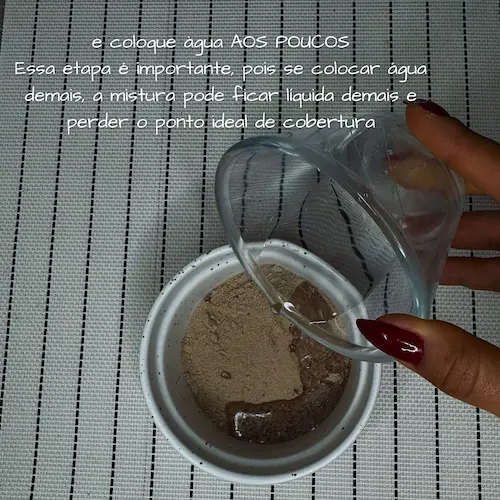 e coloque água AOS POUCOS
Essa etapa é importante, pois se colocar água
demais, a mistura pode ficar líquida demais e
perder o ponto ideal de cobertura